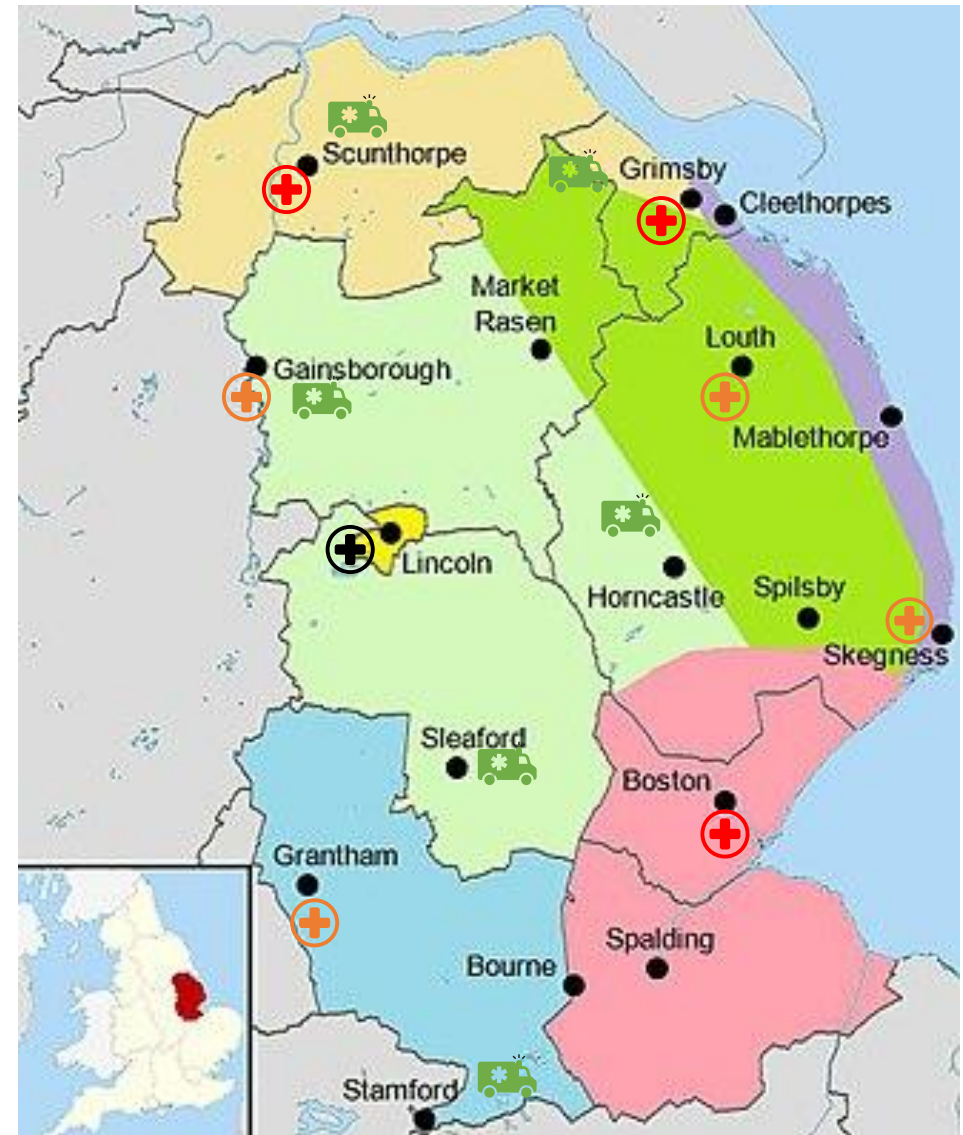 Scunthorpe
Grimsby
Cleethorpes
Market
Rasen
Louth
Gainsborough
Mablethorpe
Lincoln
Horncastle
Spilsby
Skegness
Sleaford
Boston
Grantham
Spalding
Bourne
Stamford